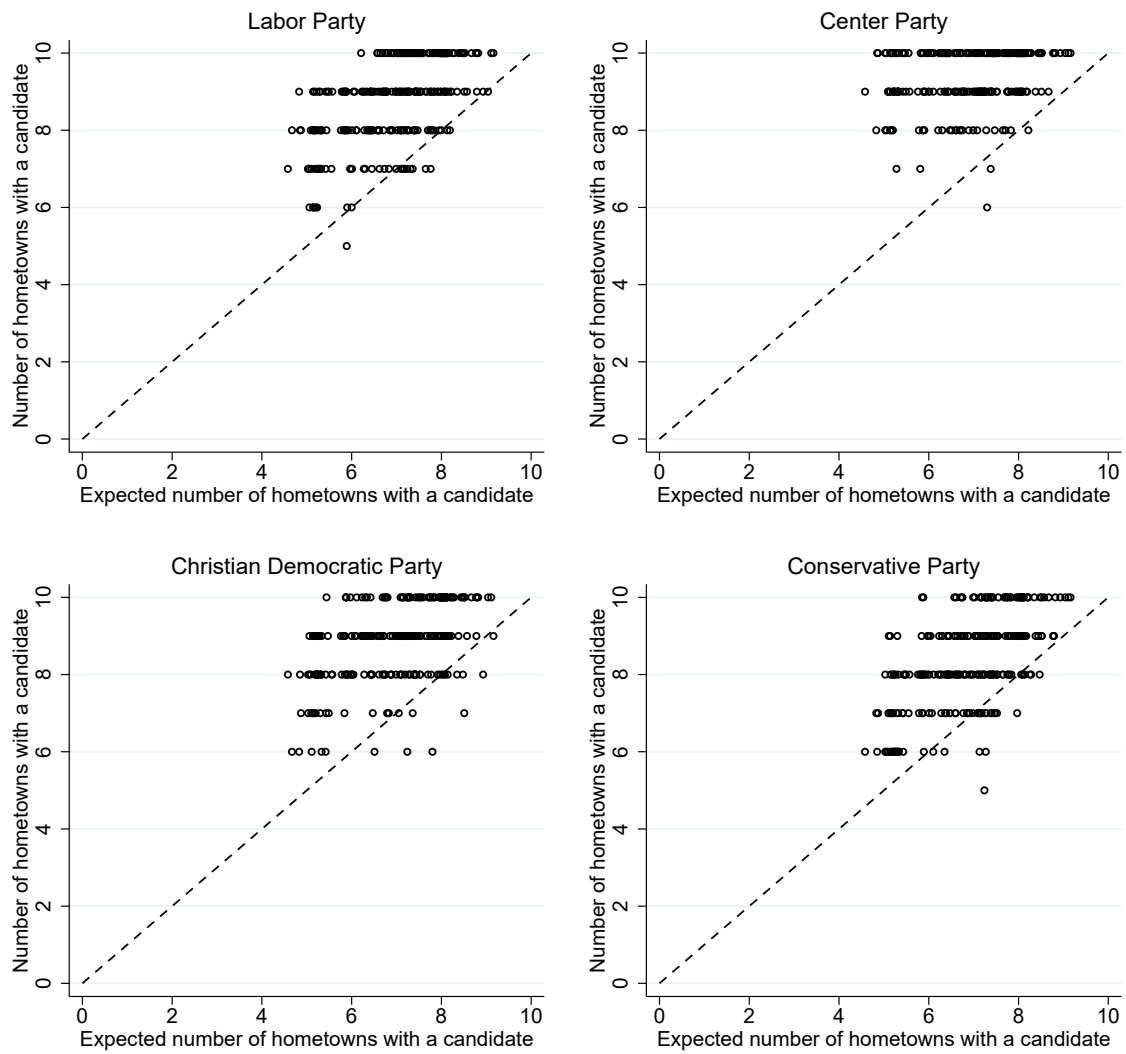 Labor Party
Number of hometowns with a candidate
10
8
6
4
2
0
0 2 4 6 8 10
Expected number of hometowns with a candidate
Center Party
Number of hometowns with a candidate
10
8
6
4
2
0
0 2 4 6 8 10
Expected number of hometowns with a candidate
Christian Democratic Party
Number of hometowns with a candidate
10
8
6
4
2
0
0 2 4 6 8 10
Expected number of hometowns with a candidate
Conservative Party
Number of hometowns with a candidate
10
8
6
4
2
0
0 2 4 6 8 10
Expected number of hometowns with a candidate